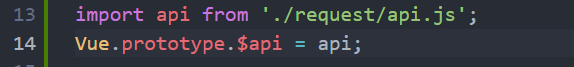 13 import api from './request/api.js';
14 Vue.prototype.$api = api;